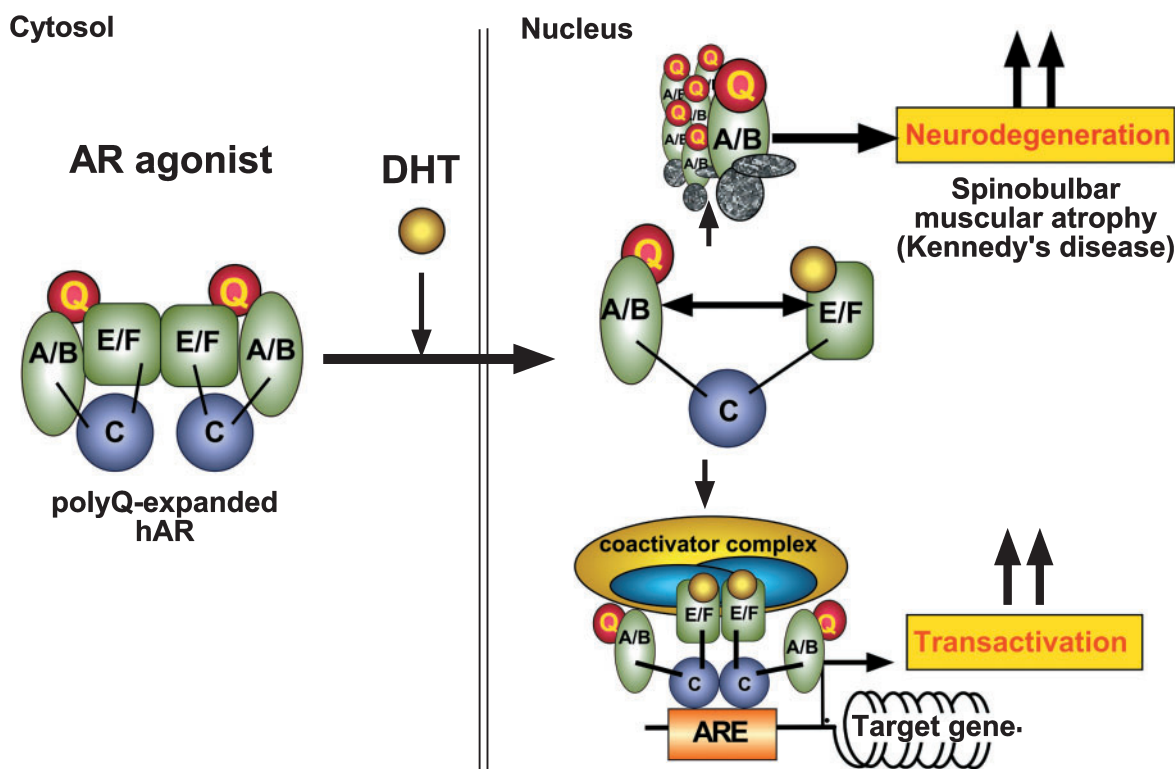 Cytosol
Nucleus
AR agonist
DHT
Q
Q
A/B
E/F
E/F
A/B
C
C
polyQ-expanded
hAR
Q
Q
Q
Q
Q
Q
Q
A/B
A/B
A/B
A/B
Neurodegeneration
Spinobulbar
muscular atrophy
(Kennedy's disease)
Q
A/B
E/F
C
coactivator complex
Q
A/B
E/F
E/F
A/B
Q
C
C
ARE
Transactivation
Target gene